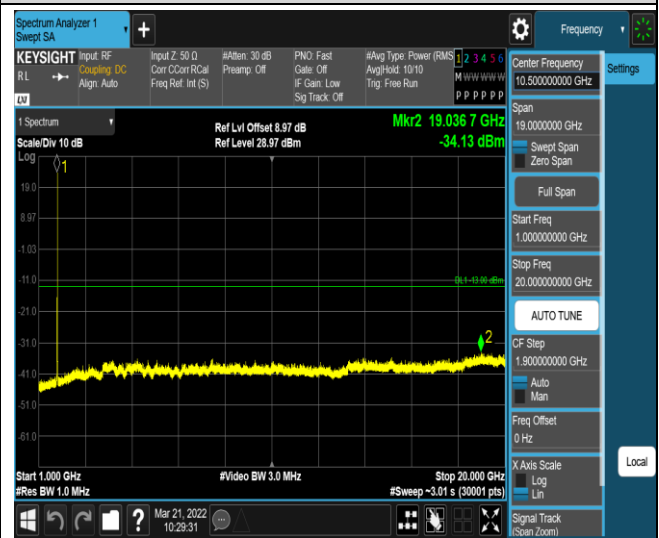 Spectrum Analyzer 1
Swept SA
Frequency
KEYSIGHT
RL
LXI
Input: RF
Coupling: DC
Align: Auto
Input Z: 50 Ω
Corr CCorr RCal
Freq Ref: Int (S)
#Atten: 30 dB
Preamp: Off
PNO: Fast
Gate: Off
IF Gain: Low
Sig Track: Off
#Avg Type: Power (RMS
Avg|Hold: 10/10
Trig: Free Run
1 2 3 4 5 6
M W W W W W
P P P P P P
1 Spectrum
Scale/Div 10 dB
Ref Lvl Offset 8.97 dB
Ref Level 28.97 dBm
Mkr2 19.036 7 GHz
-34.13 dBm
Log
1
19.0
8.97
-1.03
-11.0
DL1 -13.00 dBm
-21.0
-31.0
2
-41.0
-51.0
-61.0
Start 1.000 GHz
#Video BW 3.0 MHz
Stop 20.000 GHz
#Res BW 1.0 MHz
#Sweep ~3.01 s (30001 pts)
?
Mar 21, 2022
10:29:31
Center Frequency
10.500000000 GHz
Span
19.0000000 GHz
Swept Span
Zero Span
Full Span
Start Freq
1.000000000 GHz
Stop Freq
20.000000000 GHz
AUTO TUNE
CF Step
1.900000000 GHz
Auto
Man
Freq Offset
0 Hz
X Axis Scale
Log
Lin
Signal Track
(Span Zoom)
Settings
Local